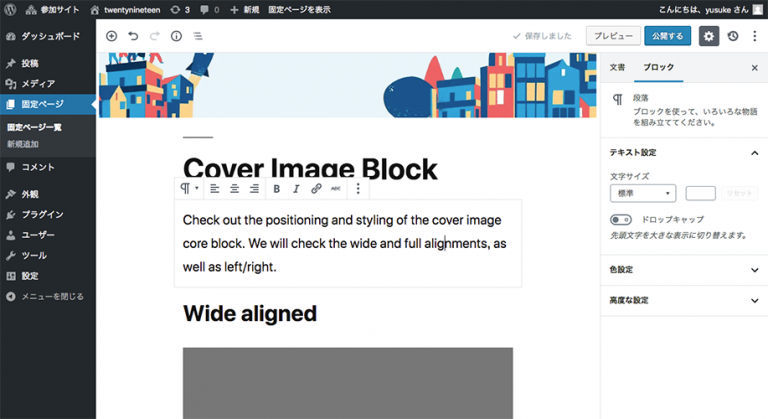 参加サイト
twentynineteen
3
0
新規
固定ページを表示
こんにちは、yusuke さん
ダッシュボード
投稿
メディア
固定ページ
固定ページ一覧
新規追加
コメント
外観
プラグイン
ユーザー
ツール
設定
メニューを閉じる
保存しました
プレビュー
公開する
Cover Image Block
B I ABC
Check out the positioning and styling of the cover image
core block. We will check the wide and full alignments, as
well as left/right.
Wide aligned
文書
ブロック
段落
ブロックを使って、いろいろな物語
を組み立ててください。
テキスト設定
文字サイズ
標準
リセット
ドロップキャップ
先頭文字を大きな表示に切り替えます。
色設定
高度な設定